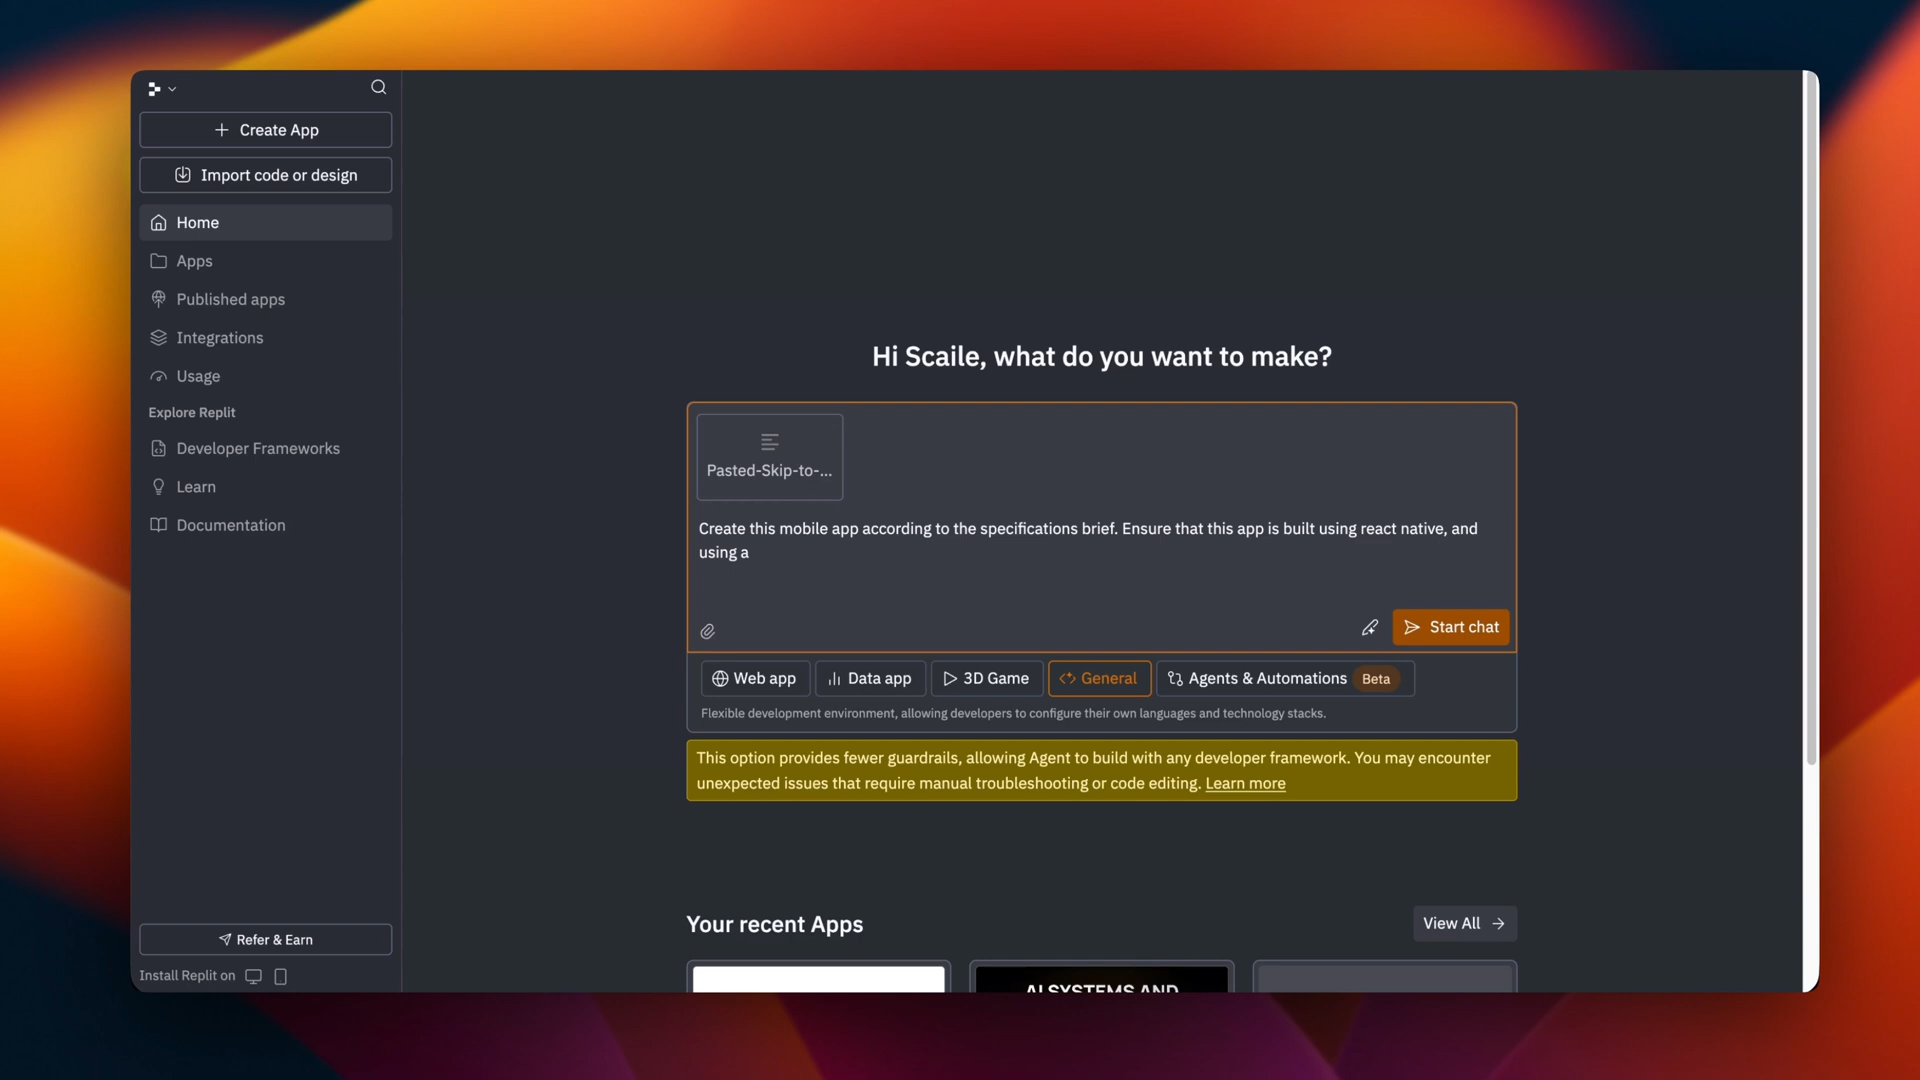 Create App
Import code or design
Home
Apps
Published apps
Integrations
Usage
Explore Replit
Developer Frameworks
Learn
Documentation
Refer & Earn
Install Replit on
Hi Scaile, what do you want to make?
Pasted-Skip-to-...
Create this mobile app according to the specifications brief. Ensure that this app is built using react native, and
using a
Start chat
Web app
Data app
3D Game
General
Agents & Automations Beta
Flexible development environment, allowing developers to configure their own languages and technology stacks.
This option provides fewer guardrails, allowing Agent to build with any developer framework. You may encounter
unexpected issues that require manual troubleshooting or code editing. Learn more
Your recent Apps
View All
AI SYSTEMS AND